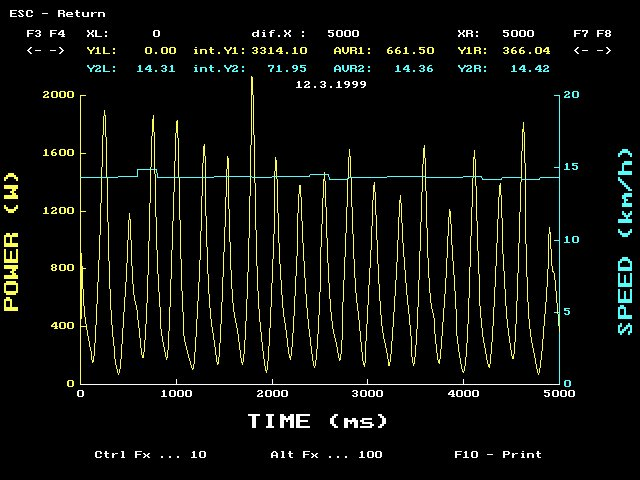 ESC - Return
F3 F4 XL: 0 dif.X : 5000 XR: 5000 F7 F8
<- -> Y1L: 0.00 int.Y1: 3314.10 AVR1: 661.50 Y1R: 366.04 <- ->
Y2L: 14.31 int.Y2: 71.95 AVR2: 14.36 Y2R: 14.42
12.3.1999
2000 20
1600 15
1200 10
800 5
400 0
0
POWER (W)
SPEED (km/h)
0 1000 2000 3000 4000 5000
TIME (ms)
Ctrl Fx ... 10 Alt Fx ... 100 F10 - Print